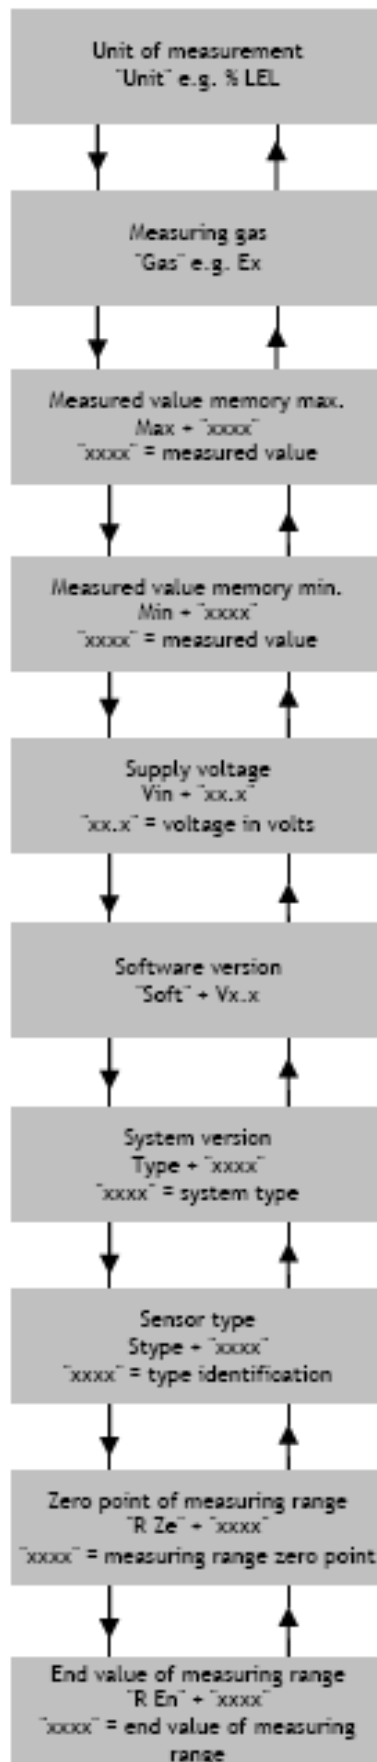 Unit of measurement
"Unit" e.g. % LEL
Measuring gas
"Gas" e.g. Ex
Measured value memory max.
Max + "xxxx"
"xxxx" = measured value
Measured value memory min.
Min + "xxxx"
"xxxx" = measured value
Supply voltage
Vin + "xx.x"
"xx.x" = voltage in volts
Software version
"Soft" + Vx.x
System version
Type + "xxxx"
"xxxx" = system type
Sensor type
Stype + "xxxx"
"xxxx" = type identification
Zero point of measuring range
"R Ze" + "xxxx"
"xxxx" = measuring range zero point
End value of measuring range
"R En" + "xxxx"
"xxxx" = end value of measuring
range